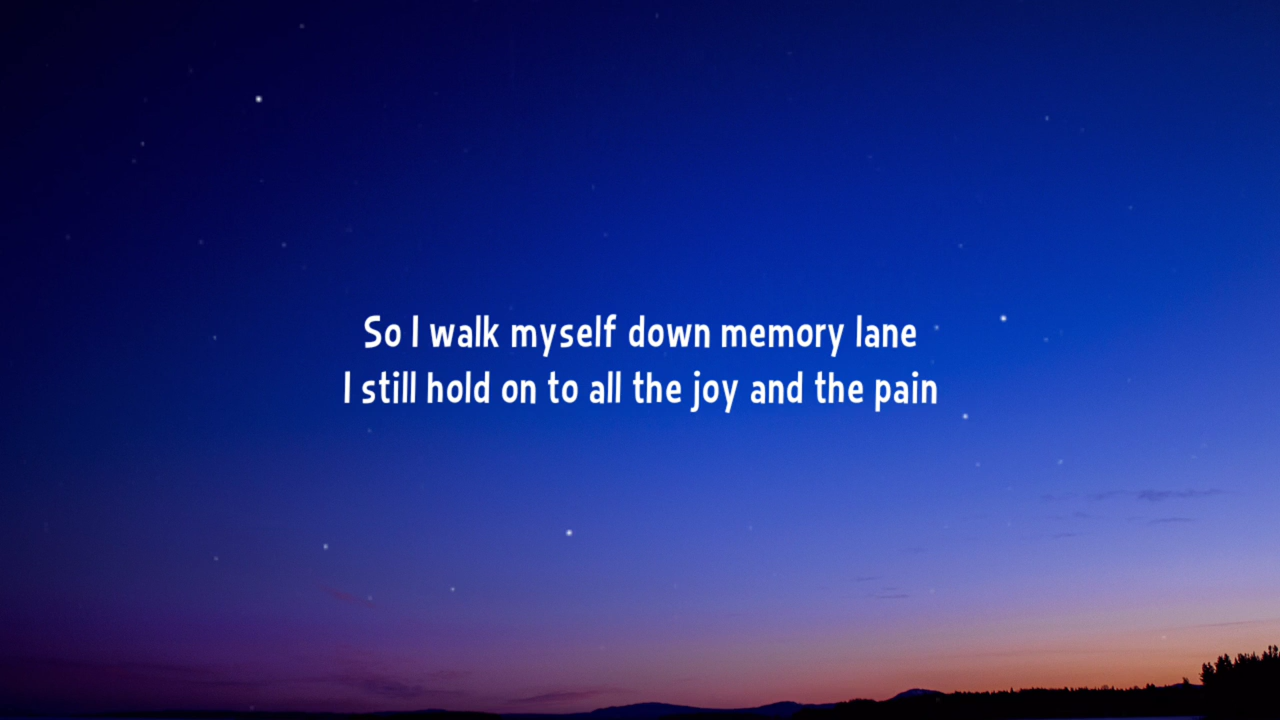 So I walk myself down memory lane
I still hold on to all the joy and the pain